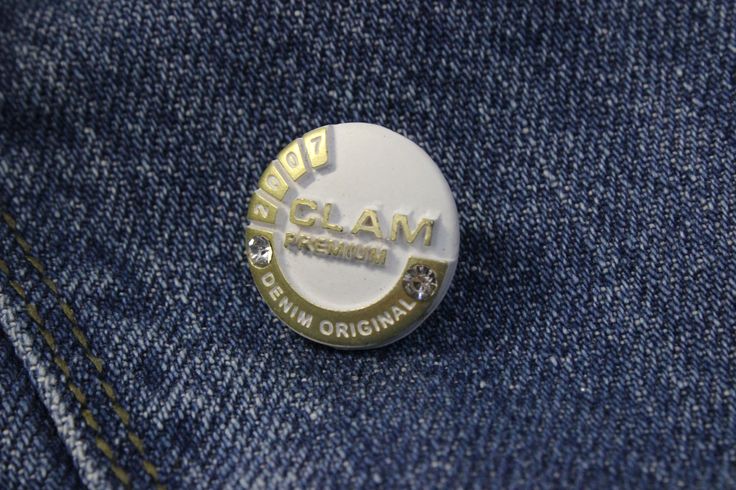 2007
CLAM
PREMIUM
DENIM ORIGINAL